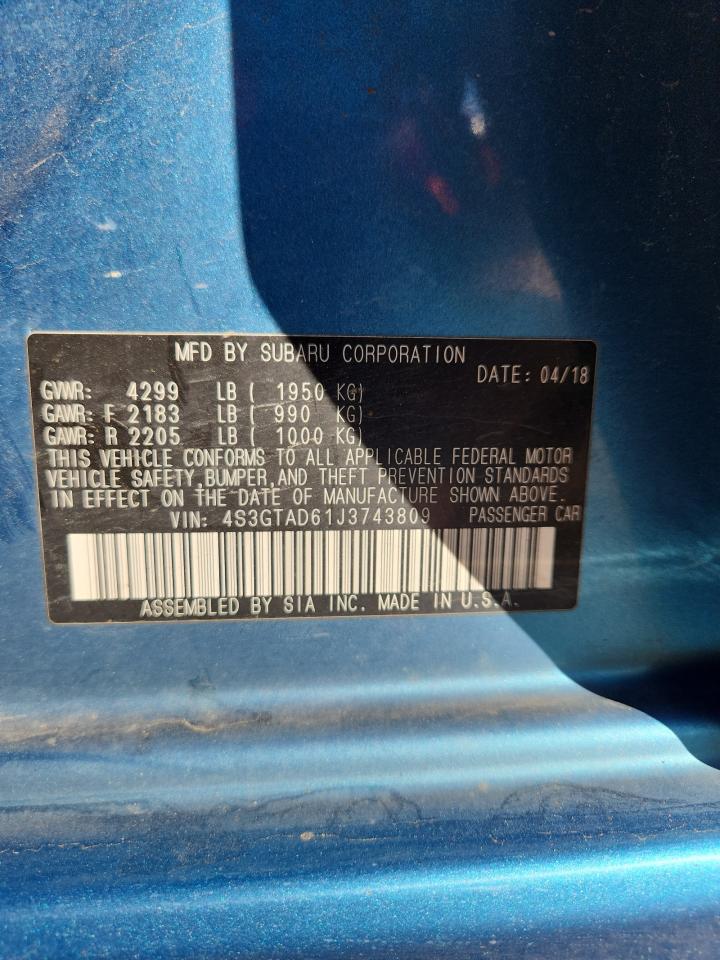 MFD BY SUBARU CORPORATION
DATE: 04/18
GVWR: 4299 LB ( 1950 KG)
GAWR: F 2183 LB ( 990 KG)
GAWR: R 2205 LB ( 1000 KG)
THIS VEHICLE CONFORMS TO ALL APPLICABLE FEDERAL MOTOR
VEHICLE SAFETY,BUMPER,AND THEFT PREVENTION STANDARDS
IN EFFECT ON THE DATE OF MANUFACTURE SHOWN ABOVE.
VIN: 4S3GTAD61J3743809 PASSENGER CAR
ASSEMBLED BY SIA INC. MADE IN U.S.A.